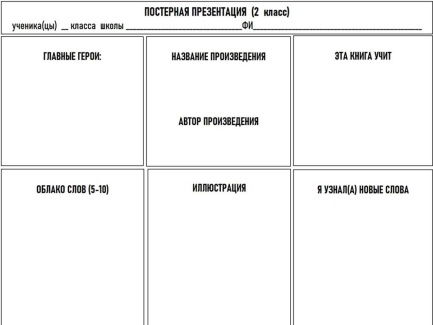 ПОСТЕРНАЯ ПРЕЗЕНТАЦИЯ (2 класс)
ученика(цы) __ класса школы ____________________________ФИ________________________________________
ГЛАВНЫЕ ГЕРОИ:
НАЗВАНИЕ ПРОИЗВЕДЕНИЯ
ЭТА КНИГА УЧИТ
АВТОР ПРОИЗВЕДЕНИЯ
ОБЛАКО СЛОВ (5-10)
ИЛЛЮСТРАЦИЯ
Я УЗНАЛ(А) НОВЫЕ СЛОВА